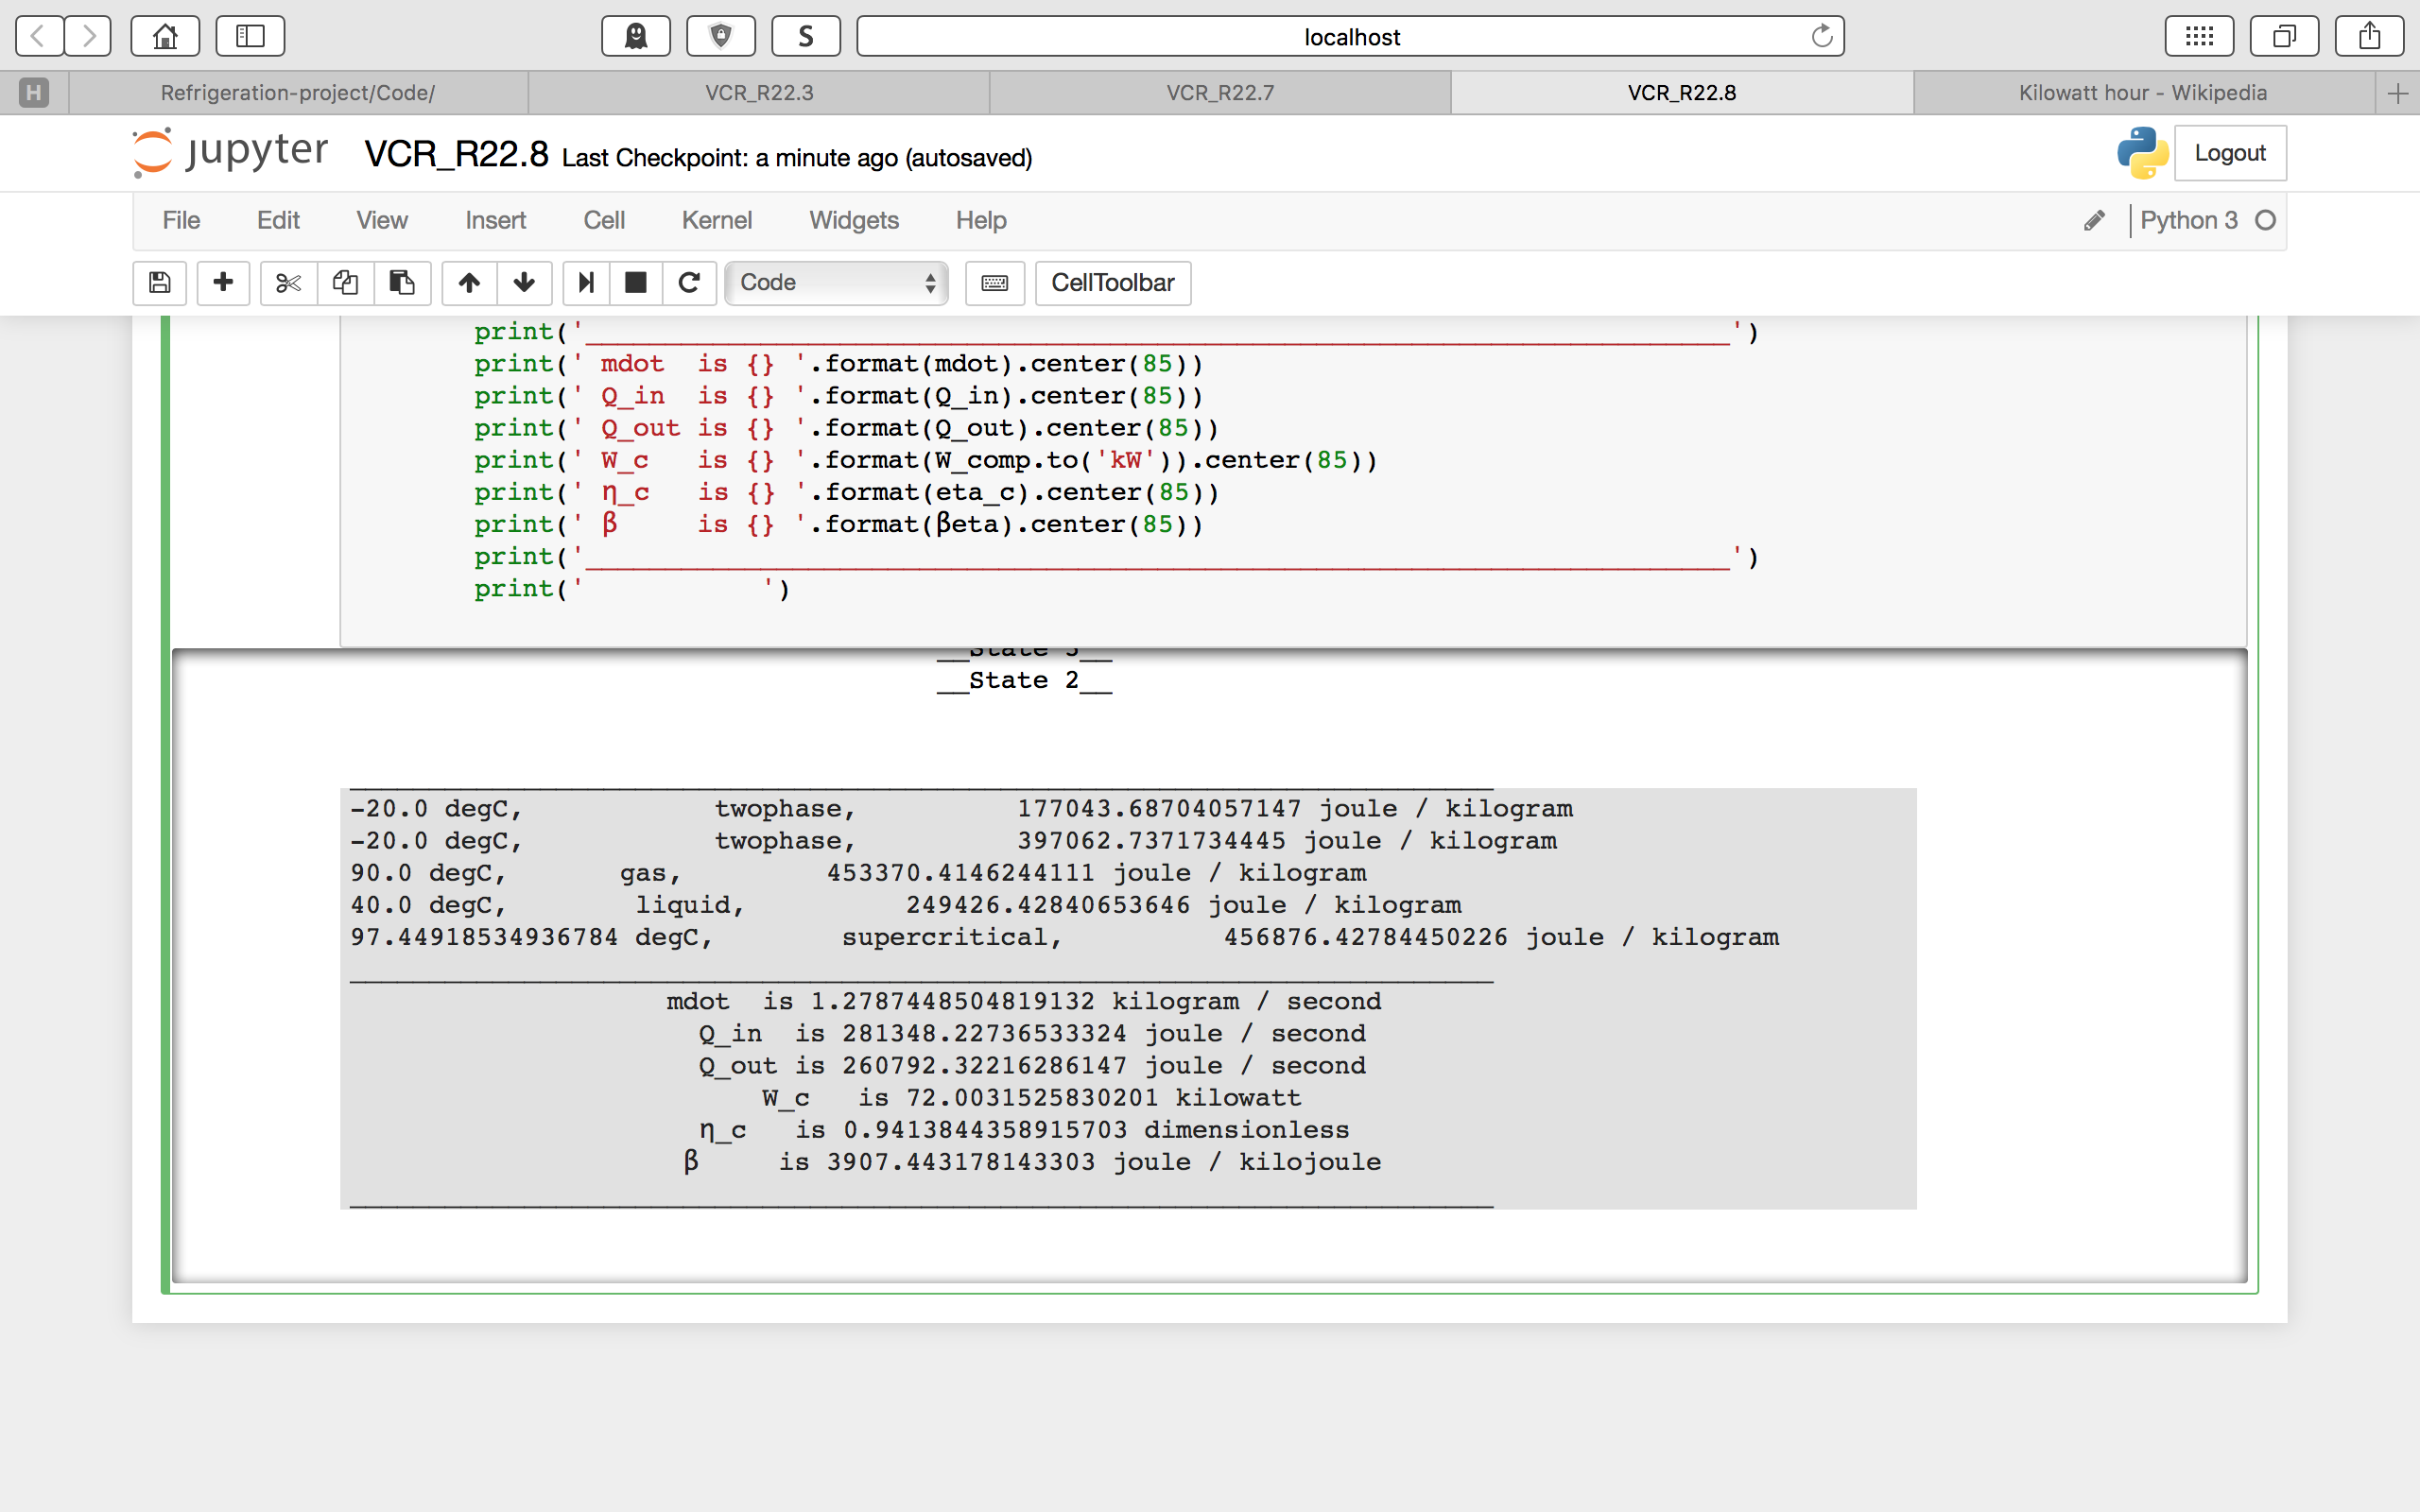 S
localhost
H
Refrigeration-project/Code/
VCR_R22.3
VCR_R22.7
VCR_R22.8
Kilowatt hour - Wikipedia
jupyter
VCR_R22.8 Last Checkpoint: a minute ago (autosaved)
Logout
File Edit View Insert Cell Kernel Widgets Help
Python 3
Code
CellToolbar
print('________________________________________________________________________')
print(' mdot  is {} '.format(mdot).center(85))
print(' Q_in  is {} '.format(Q_in).center(85))
print(' Q_out is {} '.format(Q_out).center(85))
print(' W_c   is {} '.format(W_comp.to('kW')).center(85))
print(' η_c   is {} '.format(eta_c).center(85))
print(' β     is {} '.format(βeta).center(85))
print('________________________________________________________________________')
print('           ')
__State 2__
________________________________________________________________________
-20.0 degC,            twophase,          177043.68704057147 joule / kilogram
-20.0 degC,            twophase,          397062.7371734445 joule / kilogram
90.0 degC,       gas,         453370.4146244111 joule / kilogram
40.0 degC,        liquid,          249426.42840653646 joule / kilogram
97.44918534936784 degC,        supercritical,          456876.42784450226 joule / kilogram
________________________________________________________________________
mdot  is 1.2787448504819132 kilogram / second
Q_in  is 281348.22736533324 joule / second
Q_out is 260792.32216286147 joule / second
W_c   is 72.0031525830201 kilowatt
η_c   is 0.9413844358915703 dimensionless
β     is 3907.443178143303 joule / kilojoule
________________________________________________________________________